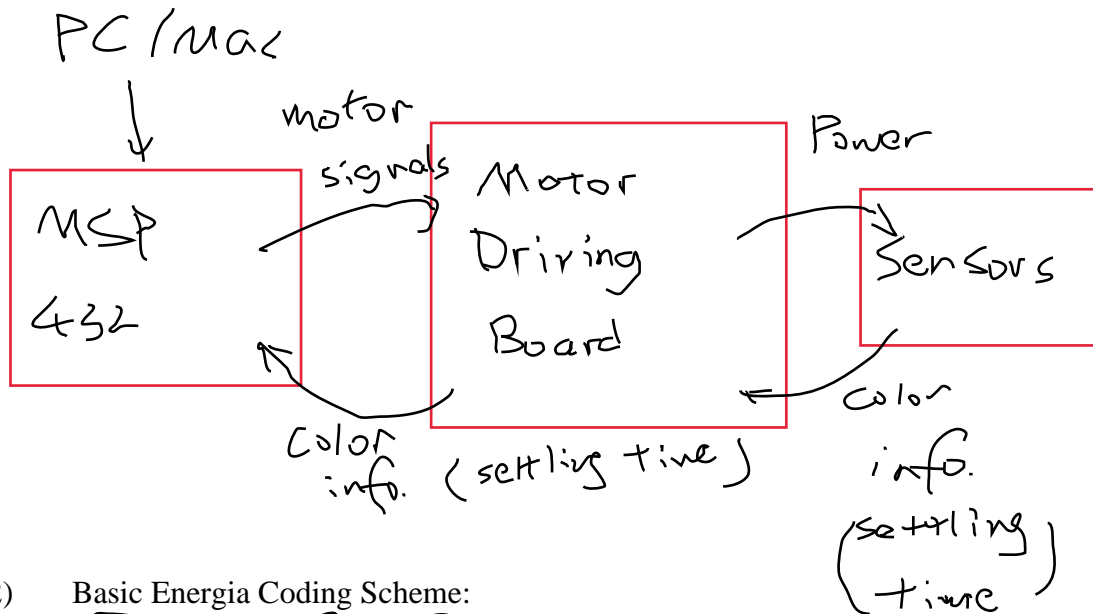 PC/Mac
motor
signals
MSP
432
Motor
Driving
Board
Power
Sensors
color
info.
(settling time)
color
info.
(settling
time)
) Basic Energia Coding Scheme: